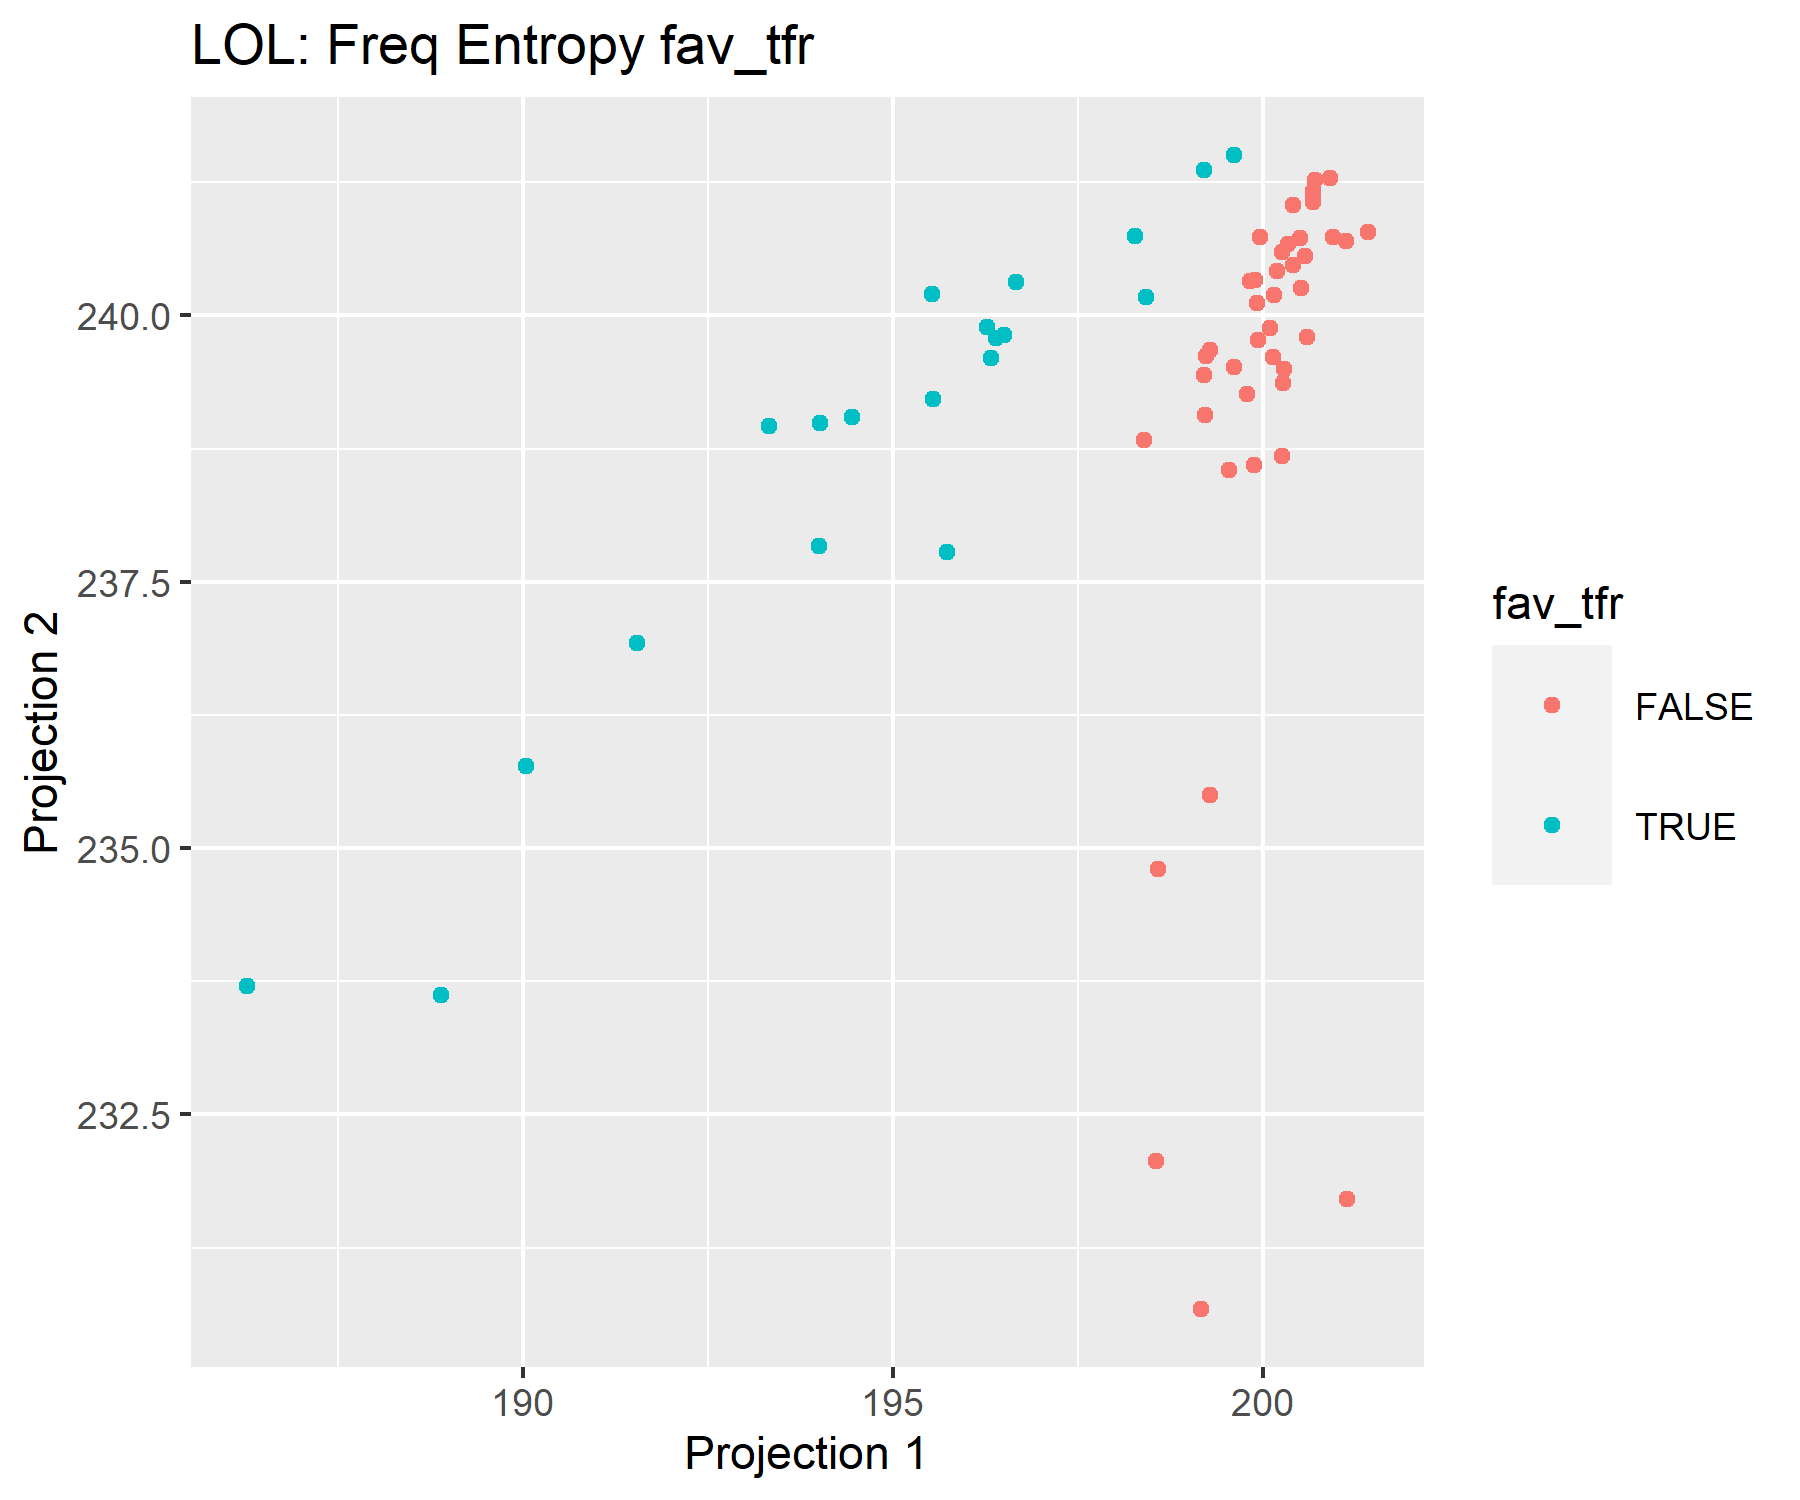 LOL: Freq Entropy fav_tfr
240.0
237.5
235.0
232.5
Projection 2
190 195 200
Projection 1
fav_tfr
FALSE
TRUE